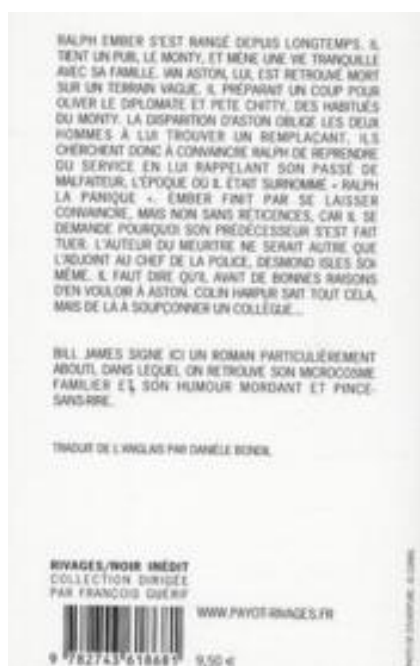 RALPH EMBER S'EST RANGÉ DEPUIS LONGTEMPS. IL
TIENT UN PUB, LE MONTY, ET MÈNE UNE VIE TRANQUILLE
AVEC SA FAMILLE. IAN ASTON, LUI, EST RETROUVÉ MORT
SUR UN TERRAIN VAGUE. IL PRÉPARAIT UN COUP POUR
OLIVER LE DIPLOMATE ET PETE CHITTY, DES HABITUÉS
DU MONTY. LA DISPARITION D'ASTON OBLIGE LES DEUX
HOMMES À LUI TROUVER UN REMPLAÇANT. ILS
CHERCHENT DONC À CONVAINCRE RALPH DE REPRENDRE
DU SERVICE EN LUI RAPPELANT SON PASSÉ DE
MALFAITEUR, L'ÉPOQUE OÙ IL ÉTAIT SURNOMMÉ « RALPH
LA PANIQUE ». EMBER FINIT PAR SE LAISSER
CONVAINCRE, MAIS NON SANS RÉTICENCES, CAR IL SE
DEMANDE POURQUOI SON PRÉDÉCESSEUR S'EST FAIT
TUER. L'AUTEUR DU MEURTRE NE SERAIT AUTRE QUE
L'ADJOINT AU CHEF DE LA POLICE, DESMOND ISLES SOI-
MÊME. IL FAUT DIRE QU'IL AVAIT DE BONNES RAISONS
D'EN VOULOIR À ASTON. COLIN HARPUR SAIT TOUT CELA,
MAIS DE LÀ À SOUPÇONNER UN COLLÈGUE...
BILL JAMES SIGNE ICI UN ROMAN PARTICULIÈREMENT
ABOUTI, DANS LEQUEL ON RETROUVE SON MICROCOSME
FAMILIER ET SON HUMOUR MORDANT ET PINCE-
SANS-RIRE.
TRADUIT DE L'ANGLAIS PAR DANIÈLE BONDIL
RIVAGES/NOIR INÉDIT
COLLECTION DIRIGÉE
PAR FRANÇOIS GUÉRIF
WWW.PAYOT-RIVAGES.FR
9 782743 618681 9,50 €